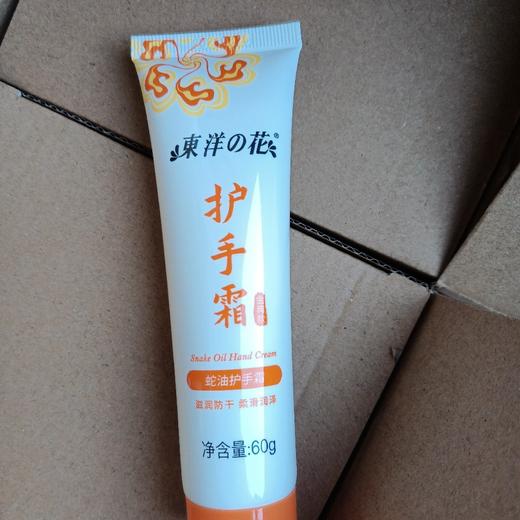 東洋の花®
护手霜
Snake Oil Hand Cream
蛇油护手霜
滋润防干 柔滑润泽
净含量:60g